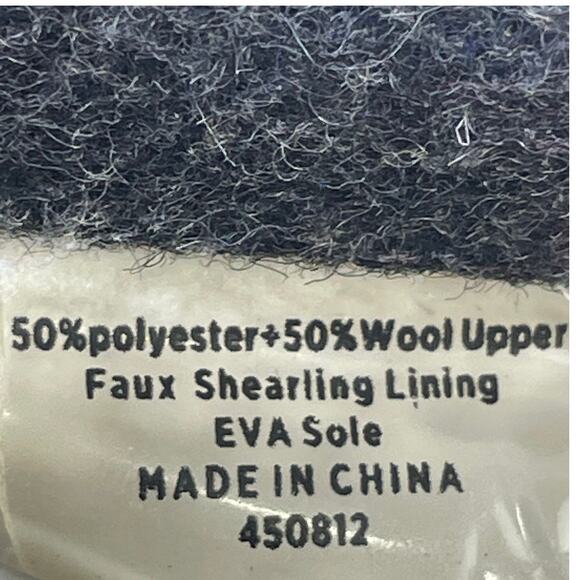 50%polyester+50%Wool Upper
Faux Shearling Lining
EVA Sole
MADE IN CHINA
450812